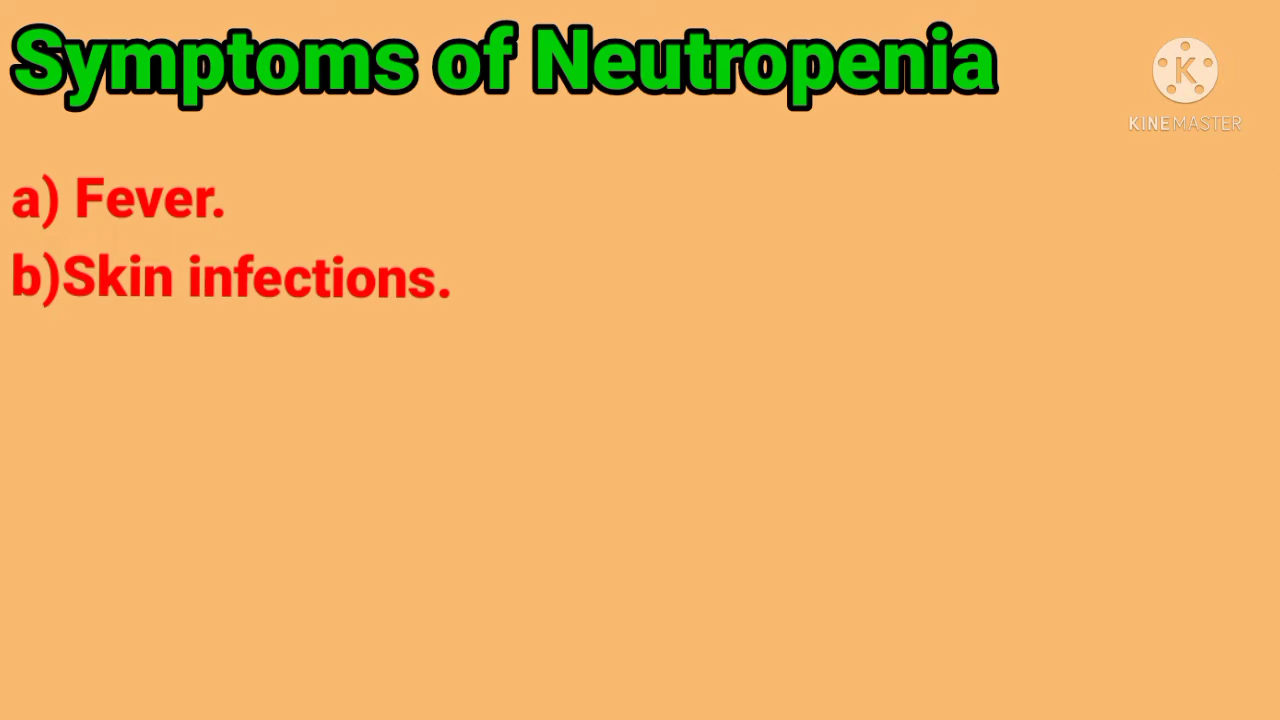 Symptoms of Neutropenia
K
KINEMASTER
a) Fever.
b)Skin infections.